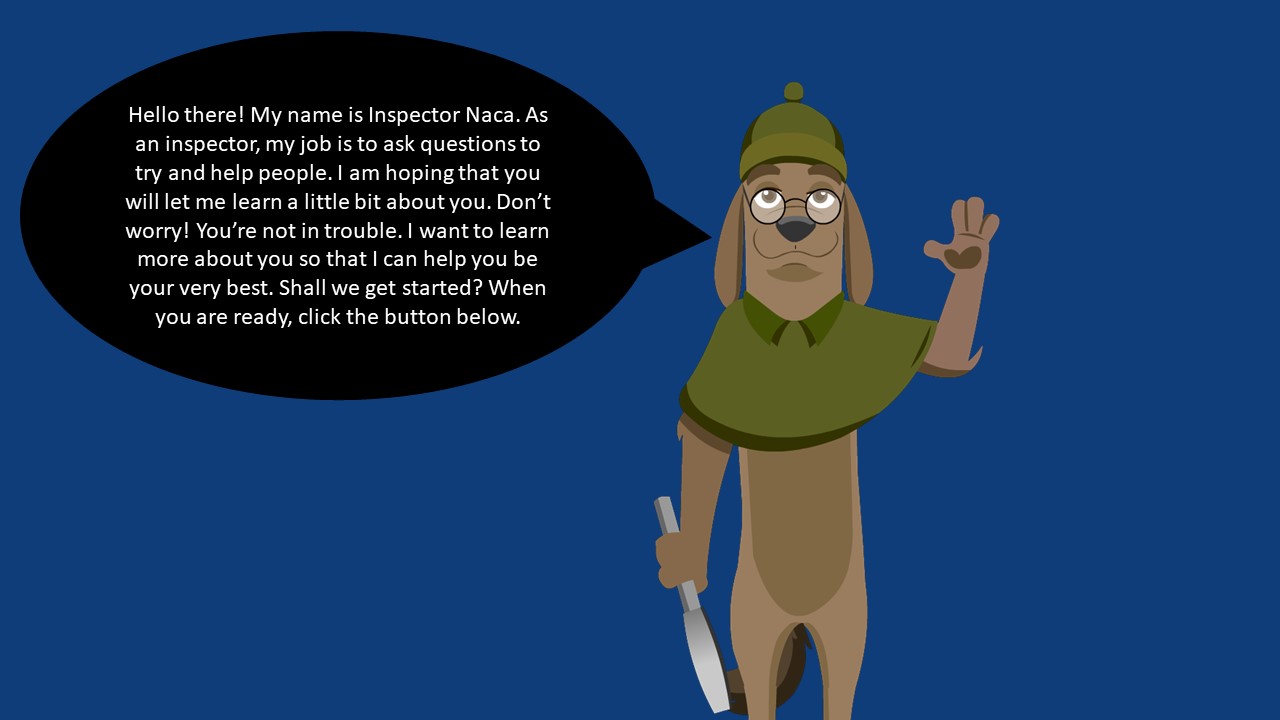 Hello there! My name is Inspector Naca. As
an inspector, my job is to ask questions to
try and help people. I am hoping that you
will let me learn a little bit about you. Don’t
worry! You’re not in trouble. I want to learn
more about you so that I can help you be
your very best. Shall we get started? When
you are ready, click the button below.